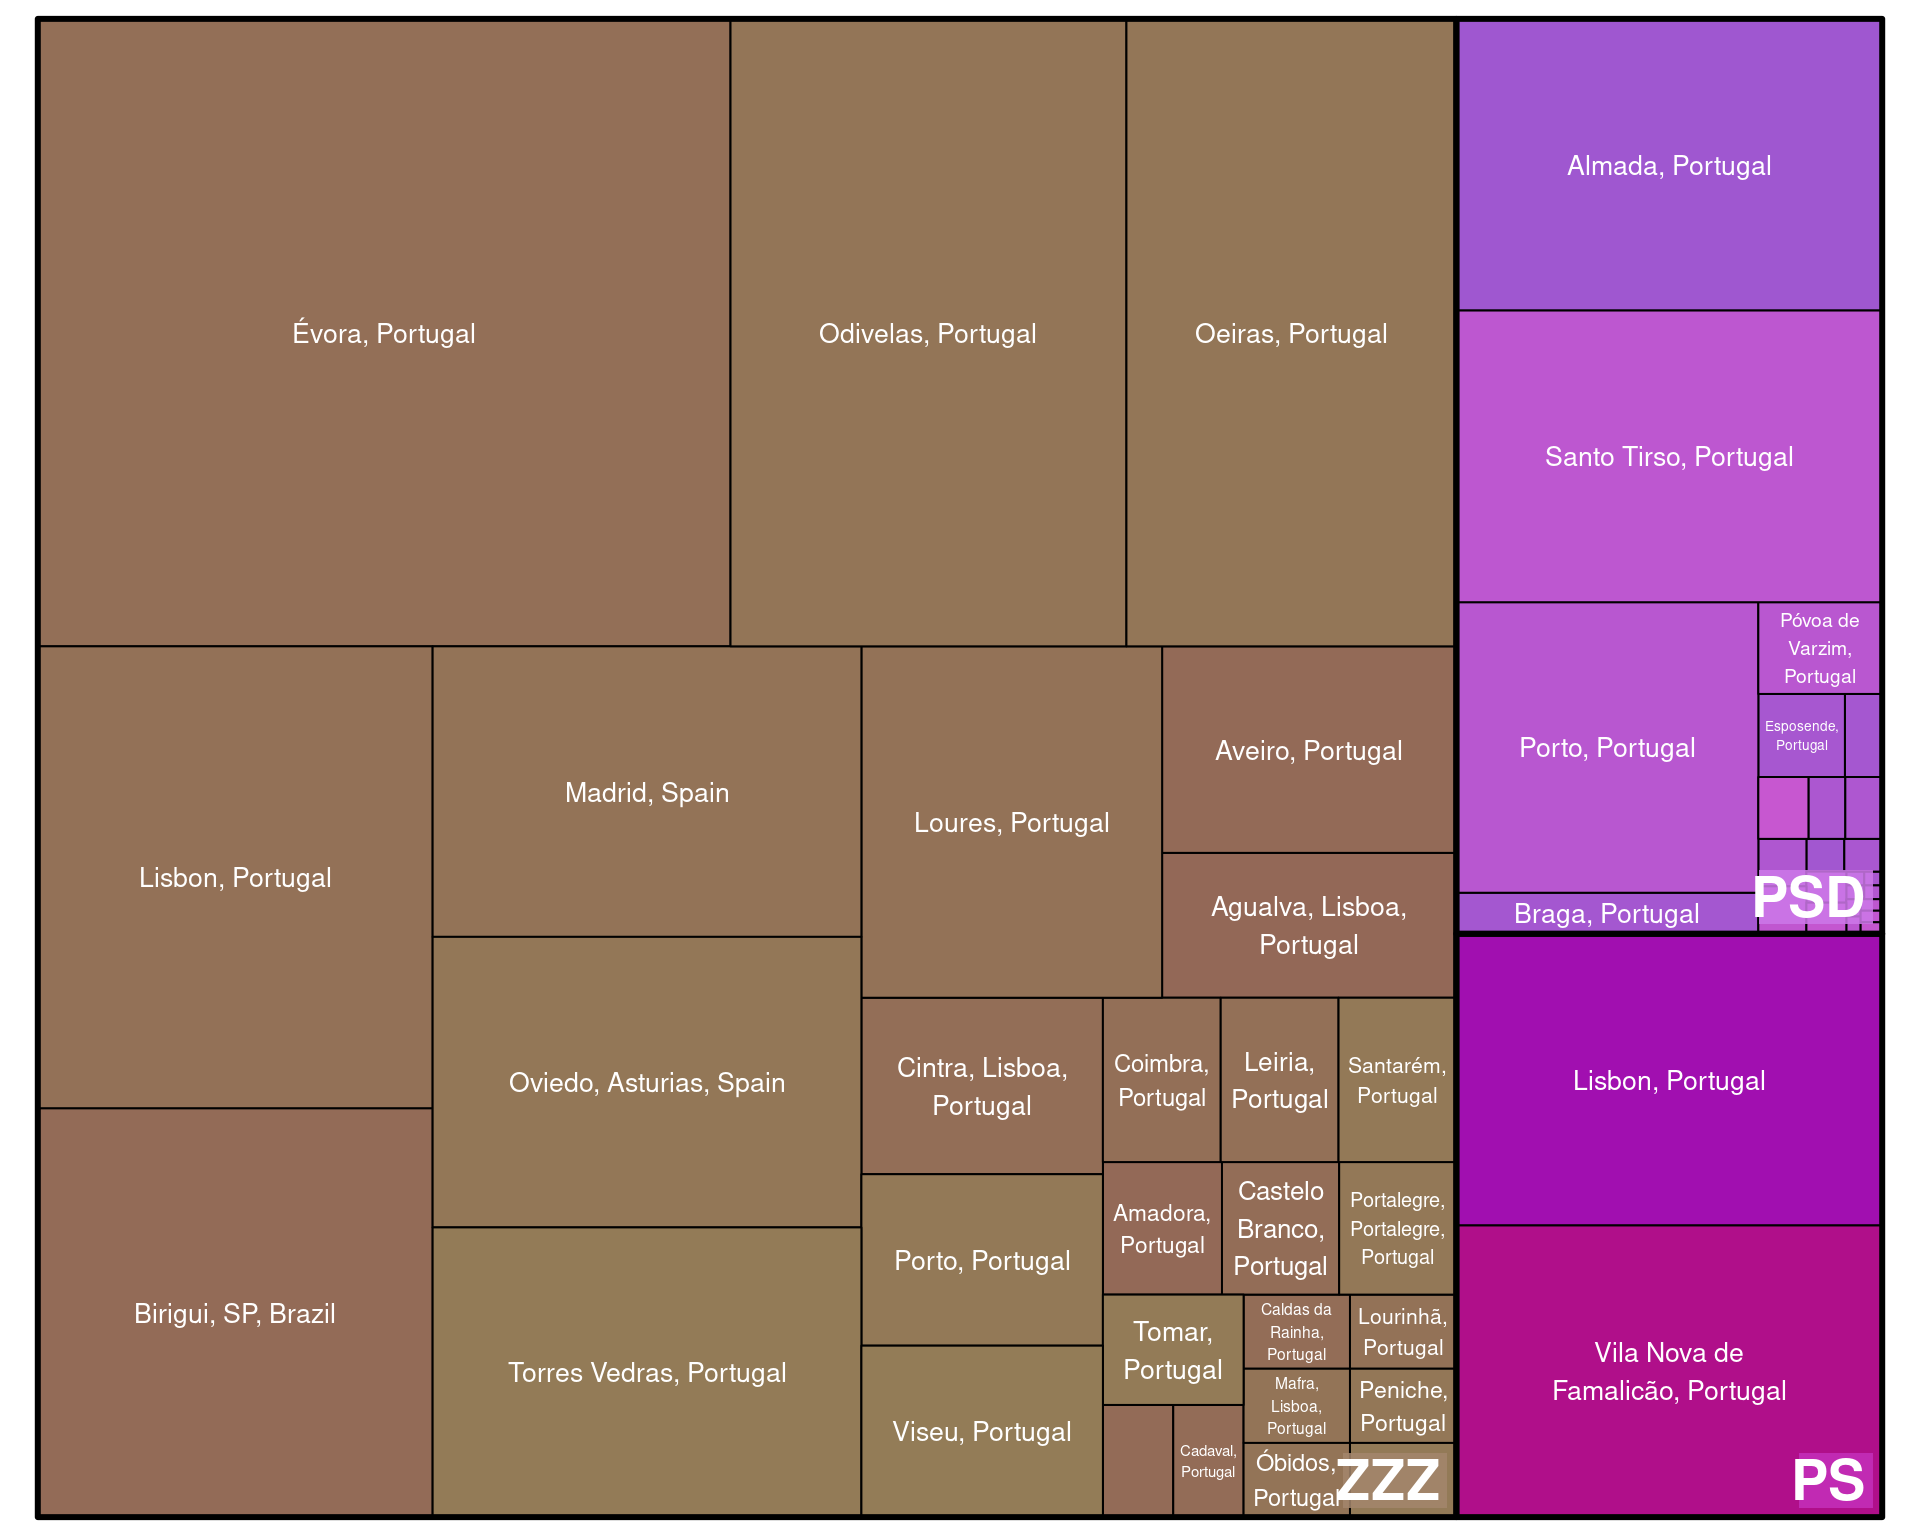 Évora, Portugal
Odivelas, Portugal
Oeiras, Portugal
Almada, Portugal
Santo Tirso, Portugal
Porto, Portugal
Póvoa de
Varzim,
Portugal
Esposende,
Portugal
Braga, Portugal
PSD
Lisbon, Portugal
Birigui, SP, Brazil
Madrid, Spain
Oviedo, Asturias, Spain
Torres Vedras, Portugal
Loures, Portugal
Aveiro, Portugal
Agualva, Lisboa,
Portugal
Cintra, Lisboa,
Portugal
Porto, Portugal
Viseu, Portugal
Coimbra,
Portugal
Leiria,
Portugal
Santarém,
Portugal
Amadora,
Portugal
Castelo
Branco,
Portugal
Portalegre,
Portalegre,
Portugal
Tomar,
Portugal
Caldas da
Rainha,
Portugal
Lourinhã,
Portugal
Mafra,
Lisboa,
Portugal
Peniche,
Portugal
Cadaval,
Portugal
Óbidos,
Portugal
ZZZ
Lisbon, Portugal
Vila Nova de
Famalicão, Portugal
PS